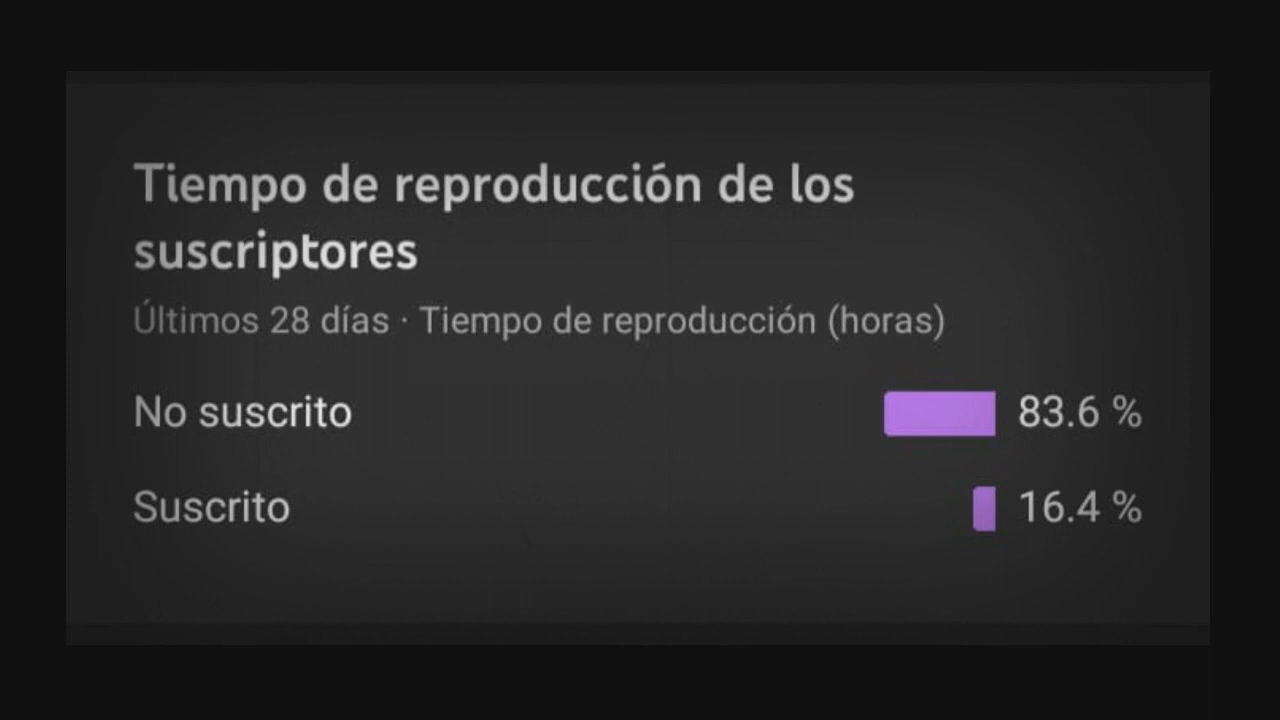 Tiempo de reproducción de los
suscriptores
Últimos 28 días · Tiempo de reproducción (horas)
No suscrito 83.6 %
Suscrito 16.4 %